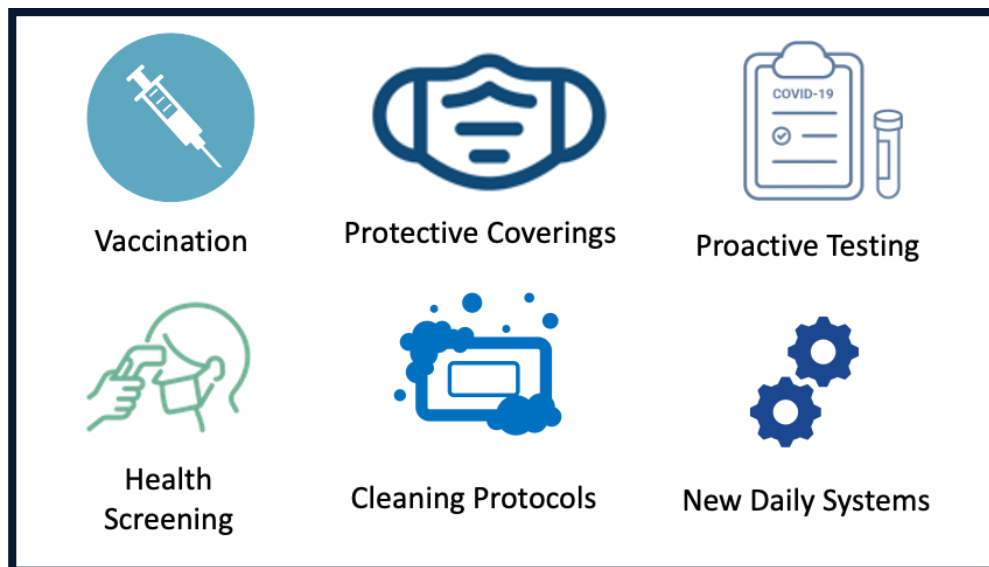 COVID-19
Vaccination
Protective Coverings
Proactive Testing
Health
Screening
Cleaning Protocols
New Daily Systems